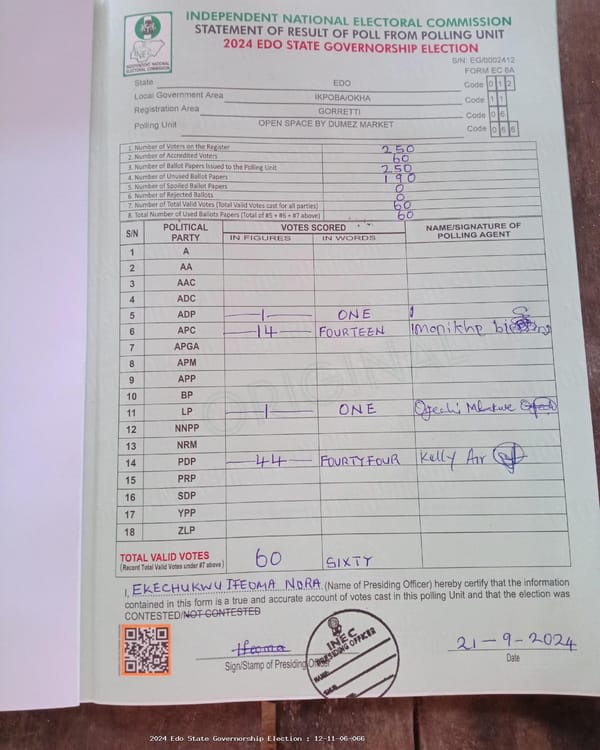 INDEPENDENT NATIONAL ELECTORAL COMMISSION
STATEMENT OF RESULT OF POLL FROM POLLING UNIT
2024 EDO STATE GOVERNORSHIP ELECTION
INEC
INDEPENDENT NATIONAL ELECTORAL COMMISSION
S/N: EG/0002412
FORM EC 8A
State EDO Code 0 1 2
Local Government Area IKPOBA/OKHA Code 1 1
Registration Area GORRETTI Code 0 6
Polling Unit OPEN SPACE BY DUMEZ MARKET Code 0 6 6
1. Number of Voters on the Register 250
2. Number of Accredited Voters 60
3. Number of Ballot Papers Issued to the Polling Unit 250
4. Number of Unused Ballot Papers 190
5. Number of Spoiled Ballot Papers 0
6. Number of Rejected Ballots 0
7. Number of Total Valid Votes (Total Valid Votes cast for all parties) 60
8. Total Number of Used Ballots Papers (Total of #5 + #6 + #7 above) 60
S/N POLITICAL PARTY VOTES SCORED NAME/SIGNATURE OF POLLING AGENT
IN FIGURES IN WORDS
1 A
2 AA
3 AAC
4 ADC
5 ADP 1 ONE
6 APC 14 FOURTEEN
7 APGA
8 APM
9 APP
10 BP
11 LP 1 ONE
12 NNPP
13 NRM
14 PDP 44 FOURTYFOUR Kelly
15 PRP
16 SDP
17 YPP
18 ZLP
ORIGINAL
TOTAL VALID VOTES 60 SIXTY
(Record Total Valid Votes under #7 above)
I, EKECHUKWU IFEOMA NORA (Name of Presiding Officer) hereby certify that the information
contained in this form is a true and accurate account of votes cast in this polling Unit and that the election was
CONTESTED/NOT CONTESTED
Ifeoma
Sign/Stamp of Presiding Officer
INEC
PRESIDING OFFICER
NAME:
SIGN:
21-9-2024
Date
2024 Edo State Governorship Election : 12-11-06-066